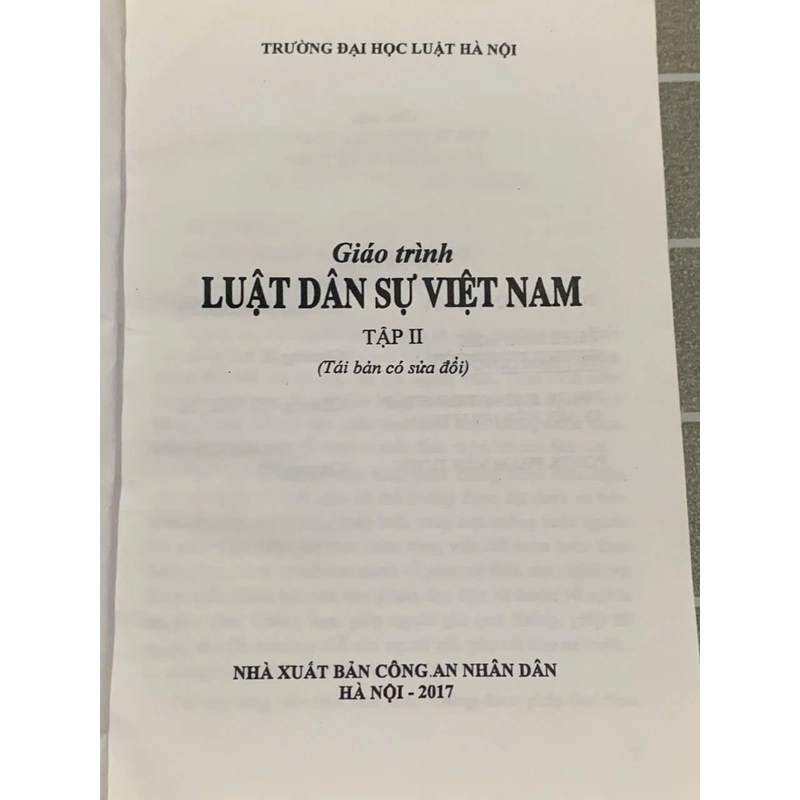 TRƯỜNG ĐẠI HỌC LUẬT HÀ NỘI
Giáo trình
LUẬT DÂN SỰ VIỆT NAM
TẬP II
(Tái bản có sửa đổi)
NHÀ XUẤT BẢN CÔNG AN NHÂN DÂN
HÀ NỘI - 2017